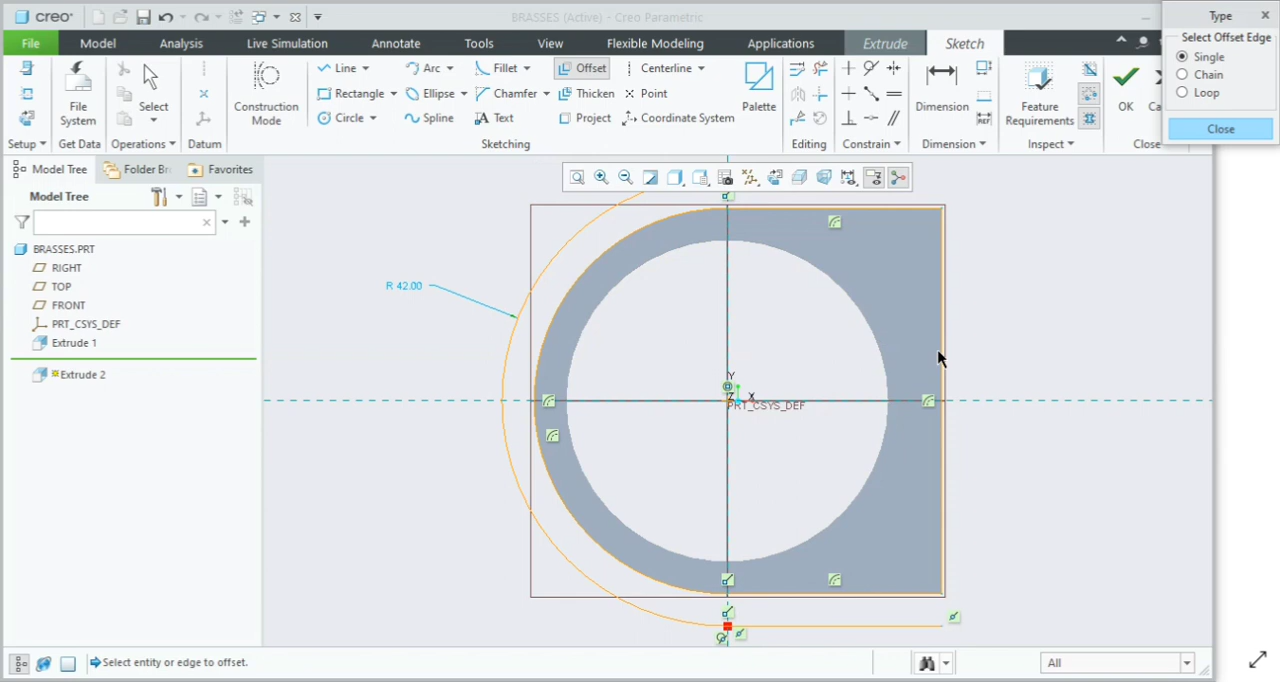 creo
BRASSES (Active) - Creo Parametric
Type
File
Model
Analysis
Live Simulation
Annotate
Tools
View
Flexible Modeling
Applications
Extrude
Sketch
Select Offset Edge
Single
Chain
Loop
Close
Line
Arc
Fillet
Offset
Centerline
Rectangle
Ellipse
Chamfer
Thicken
Point
Circle
Spline
Text
Project
Coordinate System
File System
Select
Construction Mode
Palette
Dimension
Feature Requirements
OK
Ca
Setup
Get Data
Operations
Datum
Sketching
Editing
Constrain
Dimension
Inspect
Close
Model Tree
Folder Br
Favorites
Model Tree
BRASSES.PRT
RIGHT
TOP
FRONT
PRT_CSYS_DEF
Extrude 1
Extrude 2
R 42.00
Y
Z
X
PRT_CSYS_DEF
Select entity or edge to offset.
All